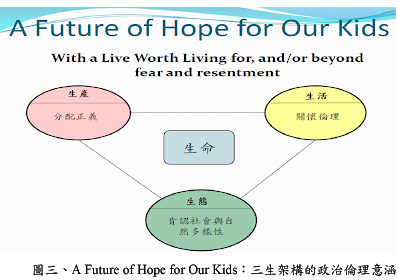 A Future of Hope for Our Kids
With a Live Worth Living for, and/or beyond
fear and resentment
生產
分配正義
生活
關懷倫理
生命
生態
肯認社會與自
然多樣性
圖三、A Future of Hope for Our Kids：三生架構的政治倫理意涵